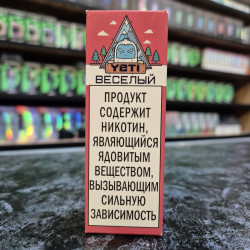 YETI
ВЕСЕЛЫЙ
ПРОДУКТ
СОДЕРЖИТ
НИКОТИН,
ЯВЛЯЮЩИЙСЯ
ЯДОВИТЫМ
ВЕЩЕСТВОМ,
ВЫЗЫВАЮЩИМ
СИЛЬНУЮ
ЗАВИСИМОСТЬ